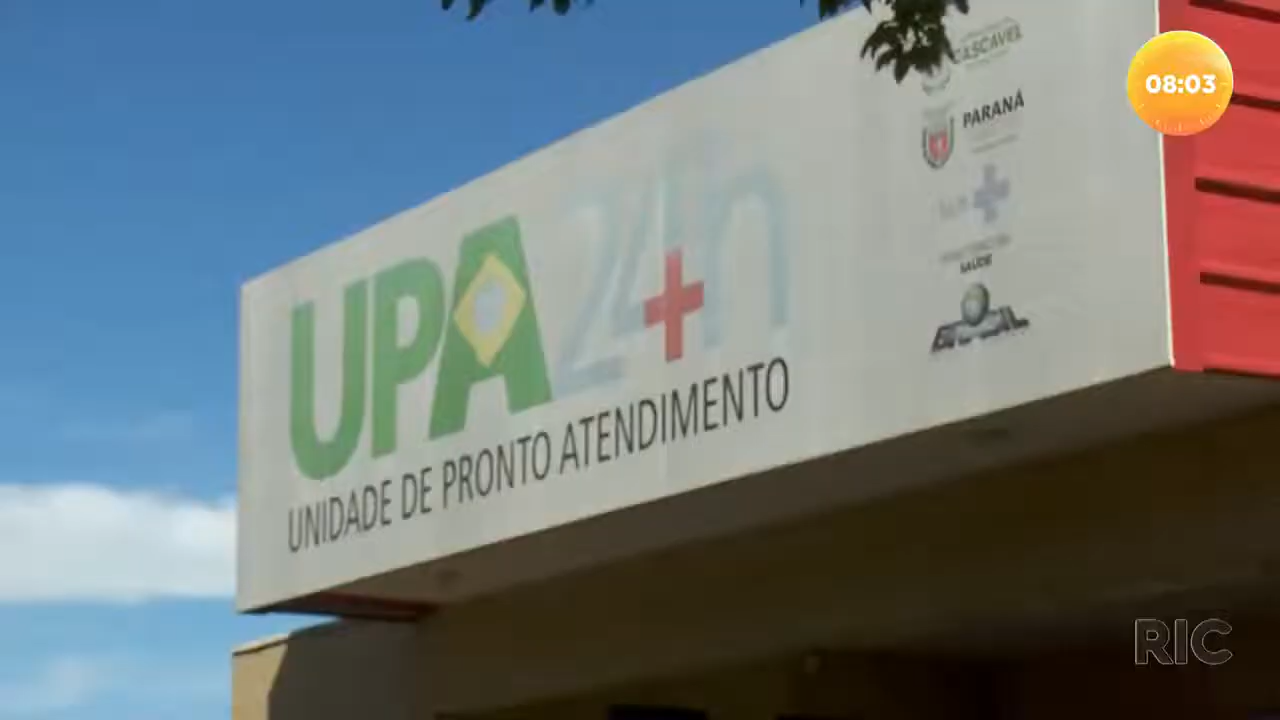 08:03
CASCAVEL
PARANÁ
UPA 24h
SAÚDE
UNIDADE DE PRONTO ATENDIMENTO
RIC